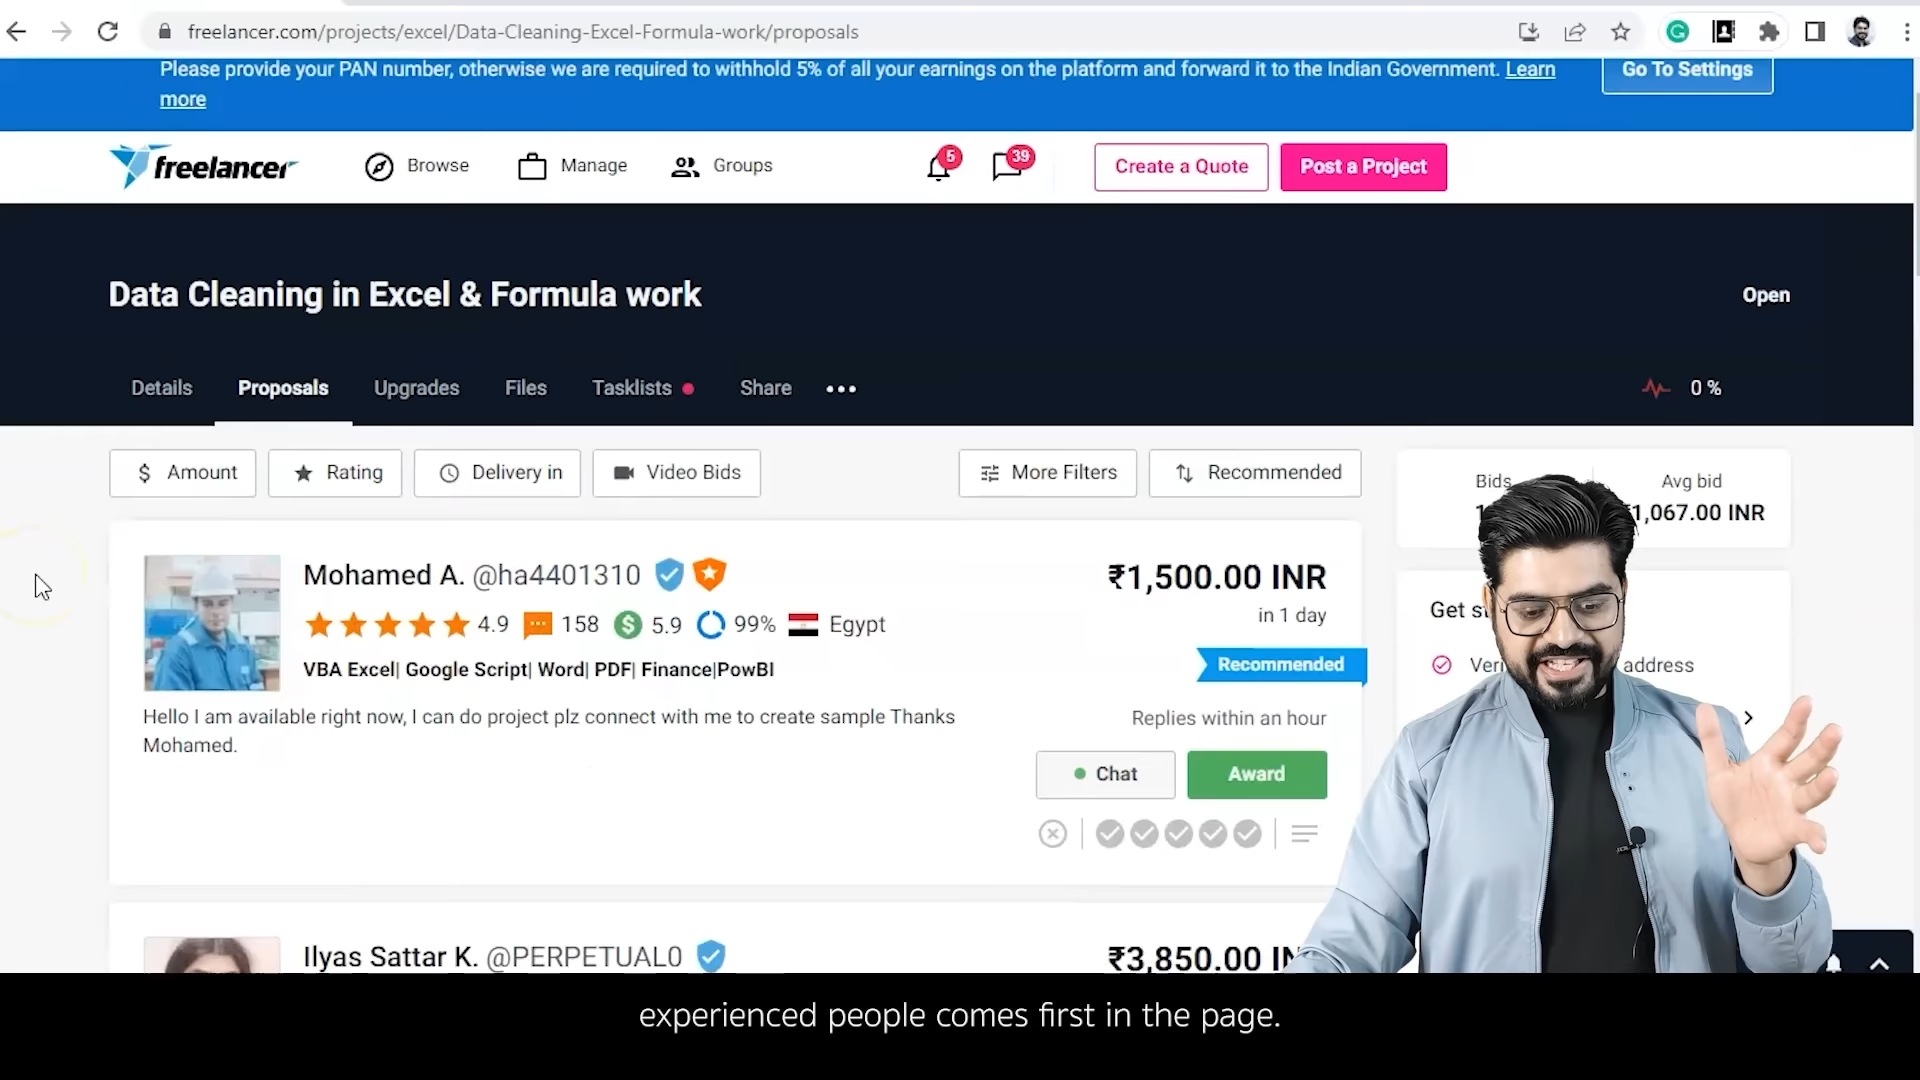 freelancer.com/projects/excel/Data-Cleaning-Excel-Formula-work/proposals
Please provide your PAN number, otherwise we are required to withhold 5% of all your earnings on the platform and forward it to the Indian Government. Learn
more
Go To Settings
freelancer
Browse
Manage
Groups
5
39
Create a Quote
Post a Project
Data Cleaning in Excel & Formula work
Open
Details
Proposals
Upgrades
Files
Tasklists
Share
0 %
$ Amount
Rating
Delivery in
Video Bids
More Filters
Recommended
Bids
Avg bid
1,067.00 INR
Mohamed A. @ha4401310
₹1,500.00 INR
in 1 day
4.9
158
$ 5.9
99%
Egypt
VBA Excel| Google Script| Word| PDF| Finance|PowBI
Recommended
Hello I am available right now, I can do project plz connect with me to create sample Thanks
Mohamed.
Replies within an hour
Chat
Award
Get
address
Ilyas Sattar K. @PERPETUAL0
₹3,850.00
experienced people comes first in the page.